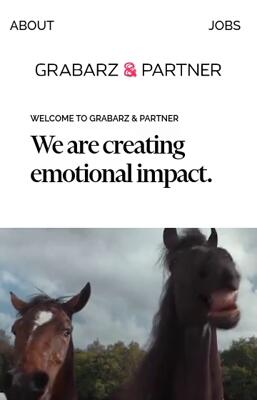 ABOUT JOBS
GRABARZ & PARTNER
WELCOME TO GRABARZ & PARTNER
We are creating
emotional impact.